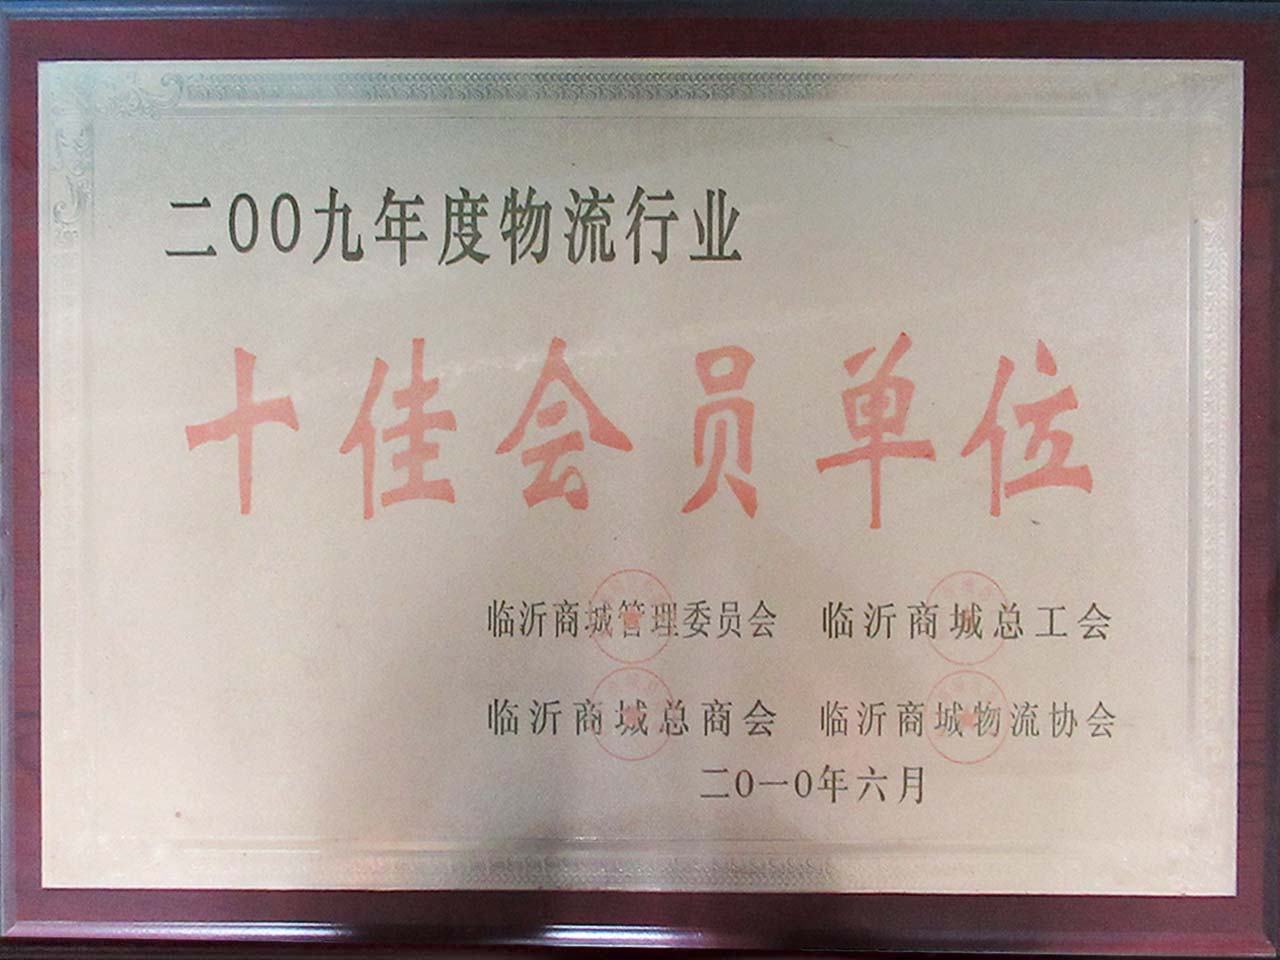 二00九年度物流行业
十佳会员单位
临沂商城管理委员会 临沂商城总工会
临沂商城总商会 临沂商城物流协会
二0一0年六月